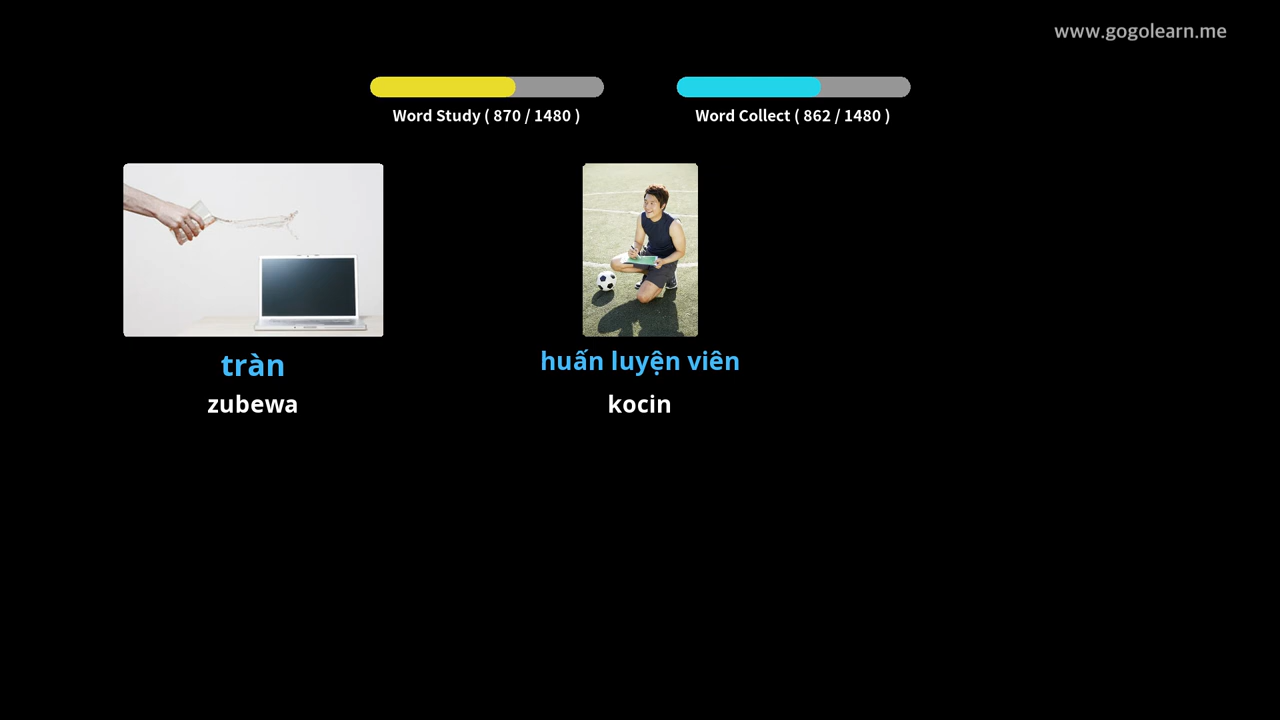 www.gogolearn.me
Word Study ( 870 / 1480 )
Word Collect ( 862 / 1480 )
tràn
huấn luyện viên
zubewa
kocin